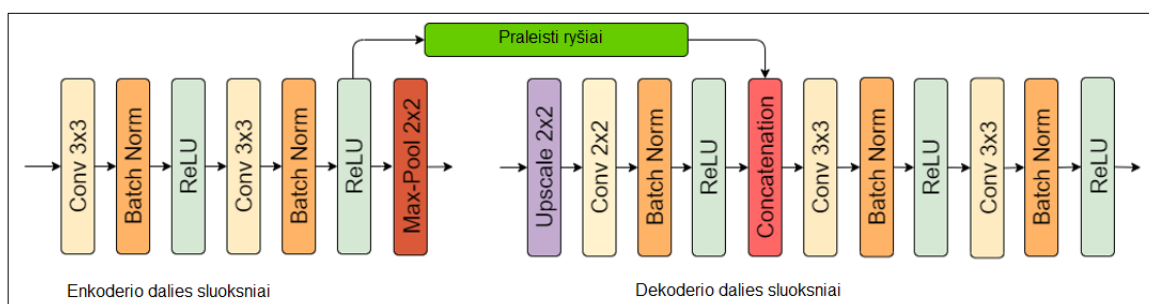 Praleisti ryšiai
Conv 3x3
Batch Norm
ReLU
Conv 3x3
Batch Norm
ReLU
Max-Pool 2x2
Upscale 2x2
Conv 2x2
Batch Norm
ReLU
Concatenation
Conv 3x3
Batch Norm
ReLU
Conv 3x3
Batch Norm
ReLU
Enkoderio dalies sluoksniai
Dekoderio dalies sluoksniai